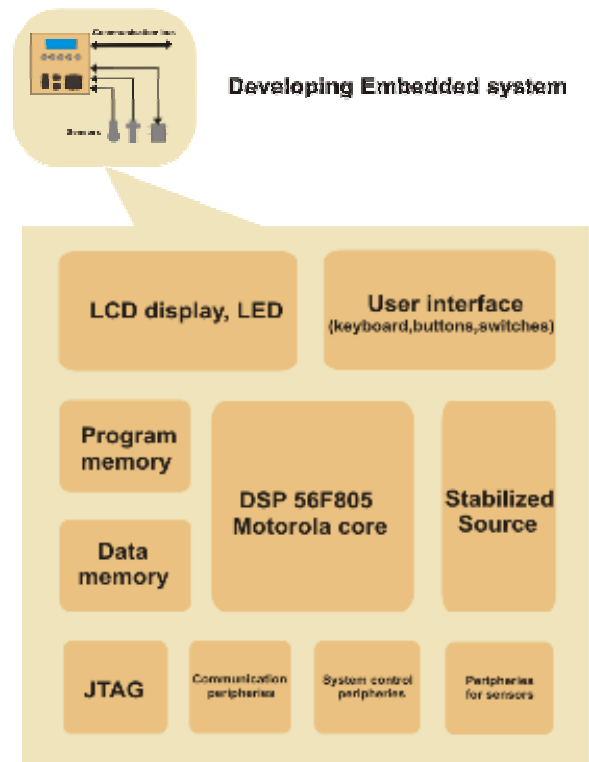 Communication bus
Developing Embedded system
Sensors
LCD display, LED
User interface
(keyboard,buttons,switches)
Program
memory
DSP 56F805
Motorola core
Stabilized
Source
Data
memory
JTAG
Communication
peripheries
System control
peripheries
Peripheries
for sensors